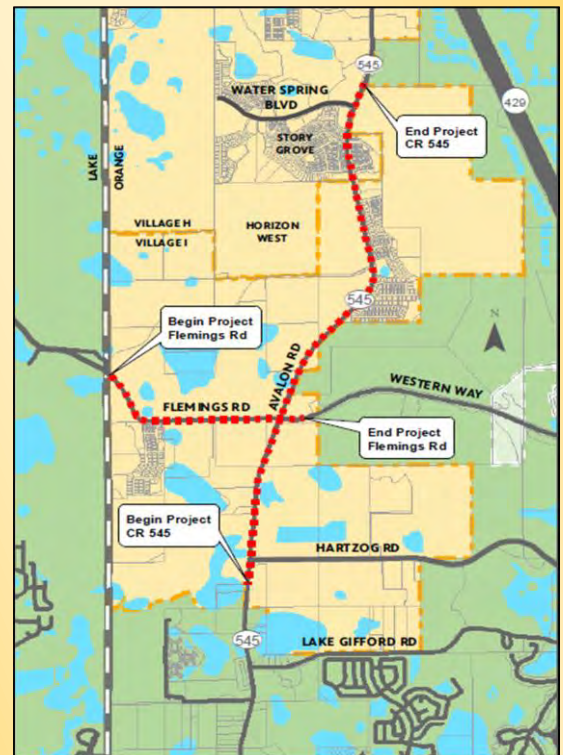 545
WATER SPRING
BLVD
429
End Project
CR 545
STORY
GROVE
LAKE
ORANGE
VILLAGE H
VILLAGE I
HORIZON
WEST
545
Begin Project
Flemings Rd
N
AVALON RD
WESTERN WAY
FLEMINGS RD
End Project
Flemings Rd
Begin Project
CR 545
HARTZOG RD
545
LAKE GIFFORD RD